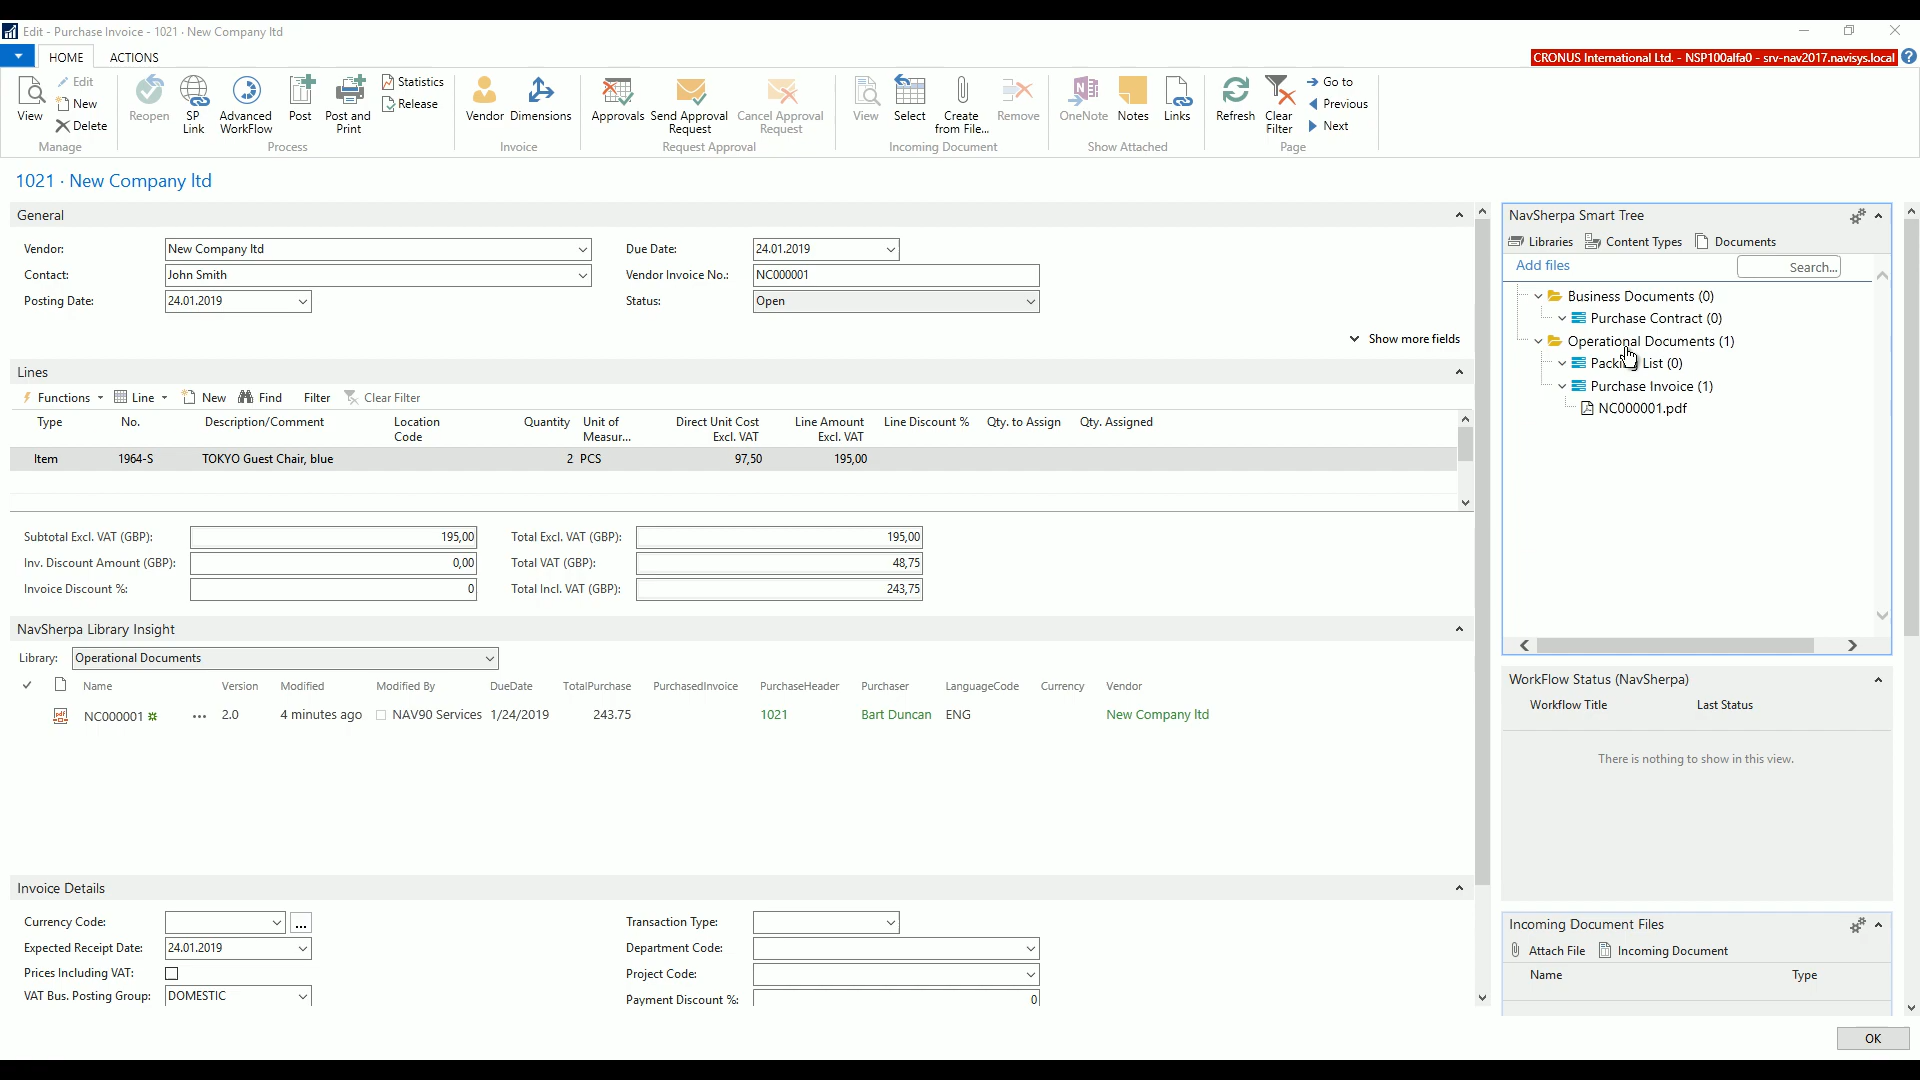 Edit - Purchase Invoice - 1021 · New Company ltd
HOME ACTIONS
CRONUS International Ltd. - NSP100alfa0 - srv-nav2017.navisys.local
View
Edit
New
Delete
Manage
Reopen
SP Link
Advanced WorkFlow
Post
Post and Print
Statistics
Release
Process
Vendor
Dimensions
Invoice
Approvals
Send Approval Request
Cancel Approval Request
Request Approval
View
Select
Create from File...
Remove
Incoming Document
OneNote
Notes
Links
Show Attached
Refresh
Clear Filter
Go to
Previous
Next
Page
1021 · New Company ltd
General
Vendor: New Company ltd
Contact: John Smith
Posting Date: 24.01.2019
Due Date: 24.01.2019
Vendor Invoice No.: NC000001
Status: Open
Show more fields
Lines
Functions Line New Find Filter Clear Filter
Type No. Description/Comment Location Code Quantity Unit of Measur... Direct Unit Cost Excl. VAT Line Amount Excl. VAT Line Discount % Qty. to Assign Qty. Assigned
Item 1964-S TOKYO Guest Chair, blue 2 PCS 97,50 195,00
Subtotal Excl. VAT (GBP): 195,00
Inv. Discount Amount (GBP): 0,00
Invoice Discount %: 0
Total Excl. VAT (GBP): 195,00
Total VAT (GBP): 48,75
Total Incl. VAT (GBP): 243,75
NavSherpa Library Insight
Library: Operational Documents
Name Version Modified Modified By DueDate TotalPurchase PurchasedInvoice PurchaseHeader Purchaser LanguageCode Currency Vendor
NC000001 ... 2.0 4 minutes ago NAV90 Services 1/24/2019 243.75 1021 Bart Duncan ENG New Company ltd
Invoice Details
Currency Code: ...
Expected Receipt Date: 24.01.2019
Prices Including VAT:
VAT Bus. Posting Group: DOMESTIC
Transaction Type:
Department Code:
Project Code:
Payment Discount %: 0
NavSherpa Smart Tree
Libraries Content Types Documents
Add files Search...
Business Documents (0)
Purchase Contract (0)
Operational Documents (1)
Packing List (0)
Purchase Invoice (1)
NC000001.pdf
WorkFlow Status (NavSherpa)
Workflow Title Last Status
There is nothing to show in this view.
Incoming Document Files
Attach File Incoming Document
Name Type
OK